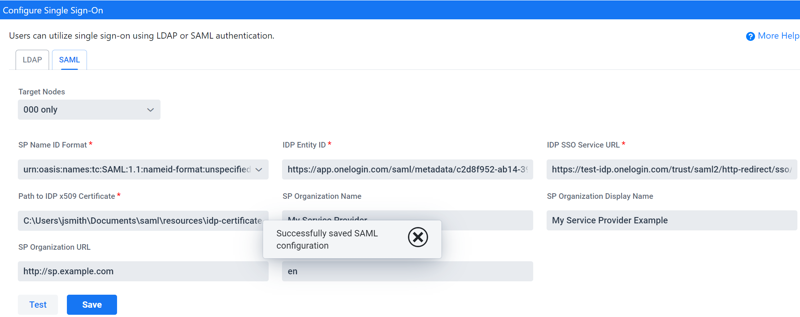 Configure Single Sign-On
Users can utilize single sign-on using LDAP or SAML authentication.
More Help
LDAP
SAML
Target Nodes
000 only
SP Name ID Format *
IDP Entity ID *
IDP SSO Service URL *
urn:oasis:names:tc:SAML:1.1:nameid-format:unspecified
https://app.onelogin.com/saml/metadata/c2d8f952-ab14-
https://test-idp.onelogin.com/trust/saml2/http-redirect/sso/
Path to IDP x509 Certificate *
SP Organization Name
SP Organization Display Name
C:\Users\jsmith\Documents\saml\resources\idp-certificate
My Service Provider
My Service Provider Example
Successfully saved SAML
configuration
SP Organization URL
http://sp.example.com
en
Test
Save